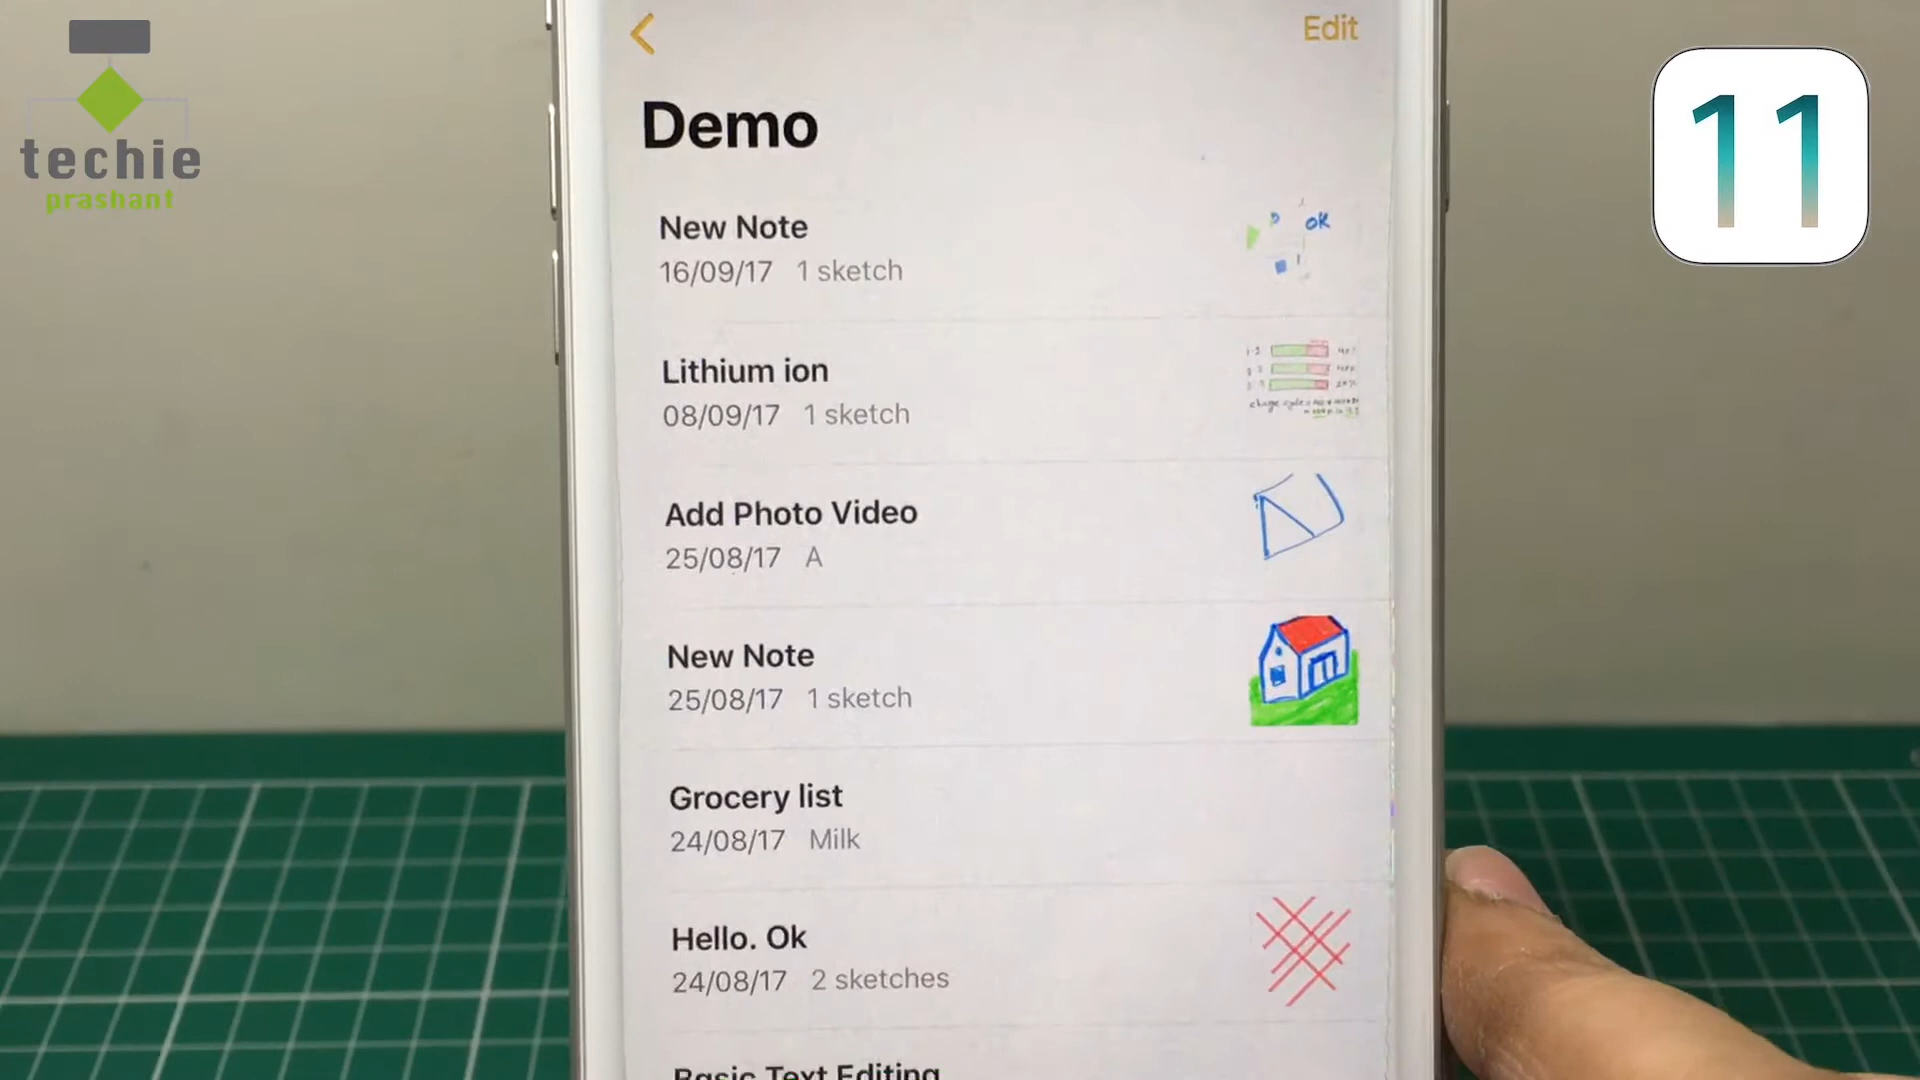 techie
prashant
11
Edit
Demo
New Note
16/09/17 1 sketch
OK
Lithium ion
08/09/17 1 sketch
Add Photo Video
25/08/17 A
New Note
25/08/17 1 sketch
Grocery list
24/08/17 Milk
Hello. Ok
24/08/17 2 sketches
Basic Text Editing